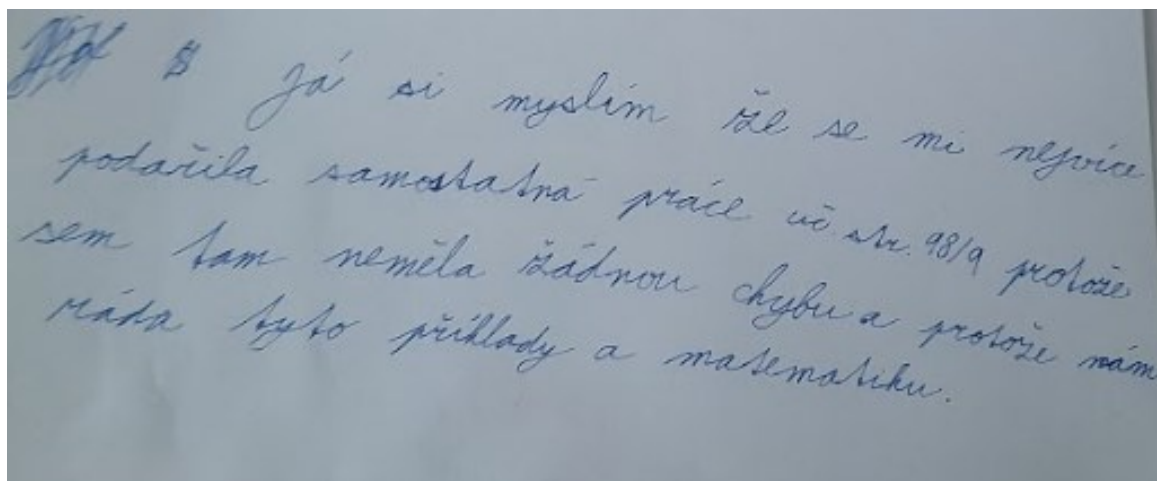 Já si myslím že se mi nejvíce
podařila samostatná práce uč. str. 98/9 protože
sem tam neměla žádnou chybu a protože mám
ráda tyto příklady a matematiku.